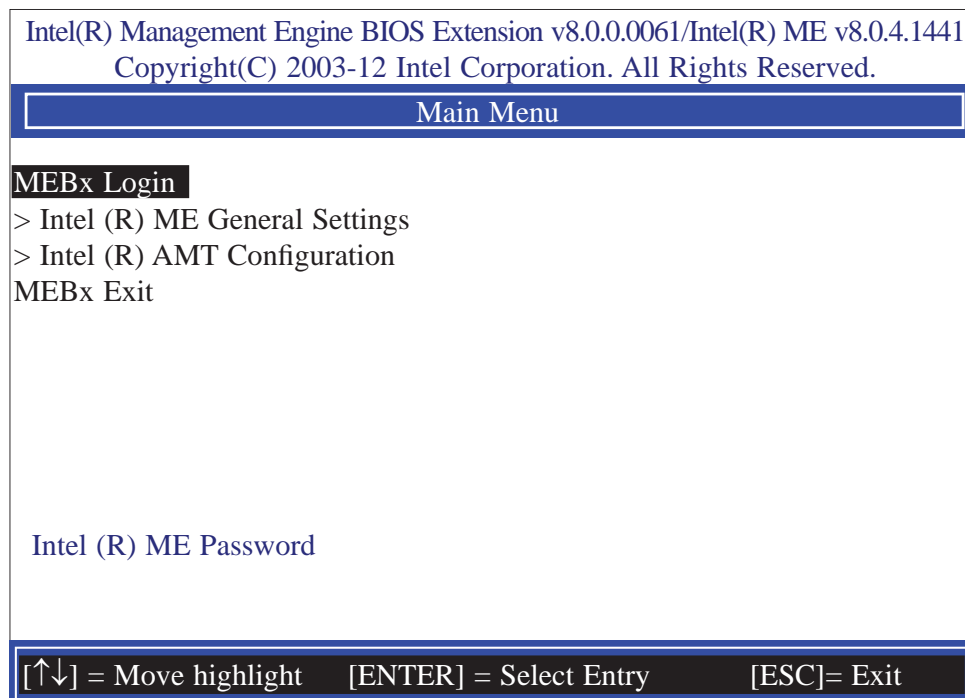 Intel(R) Management Engine BIOS Extension v8.0.0.0061/Intel(R) ME v8.0.4.1441
Copyright(C) 2003-12 Intel Corporation. All Rights Reserved.
Main Menu
MEBx Login
> Intel (R) ME General Settings
> Intel (R) AMT Configuration
MEBx Exit
Intel (R) ME Password
[↑↓] = Move highlight [ENTER] = Select Entry [ESC]= Exit